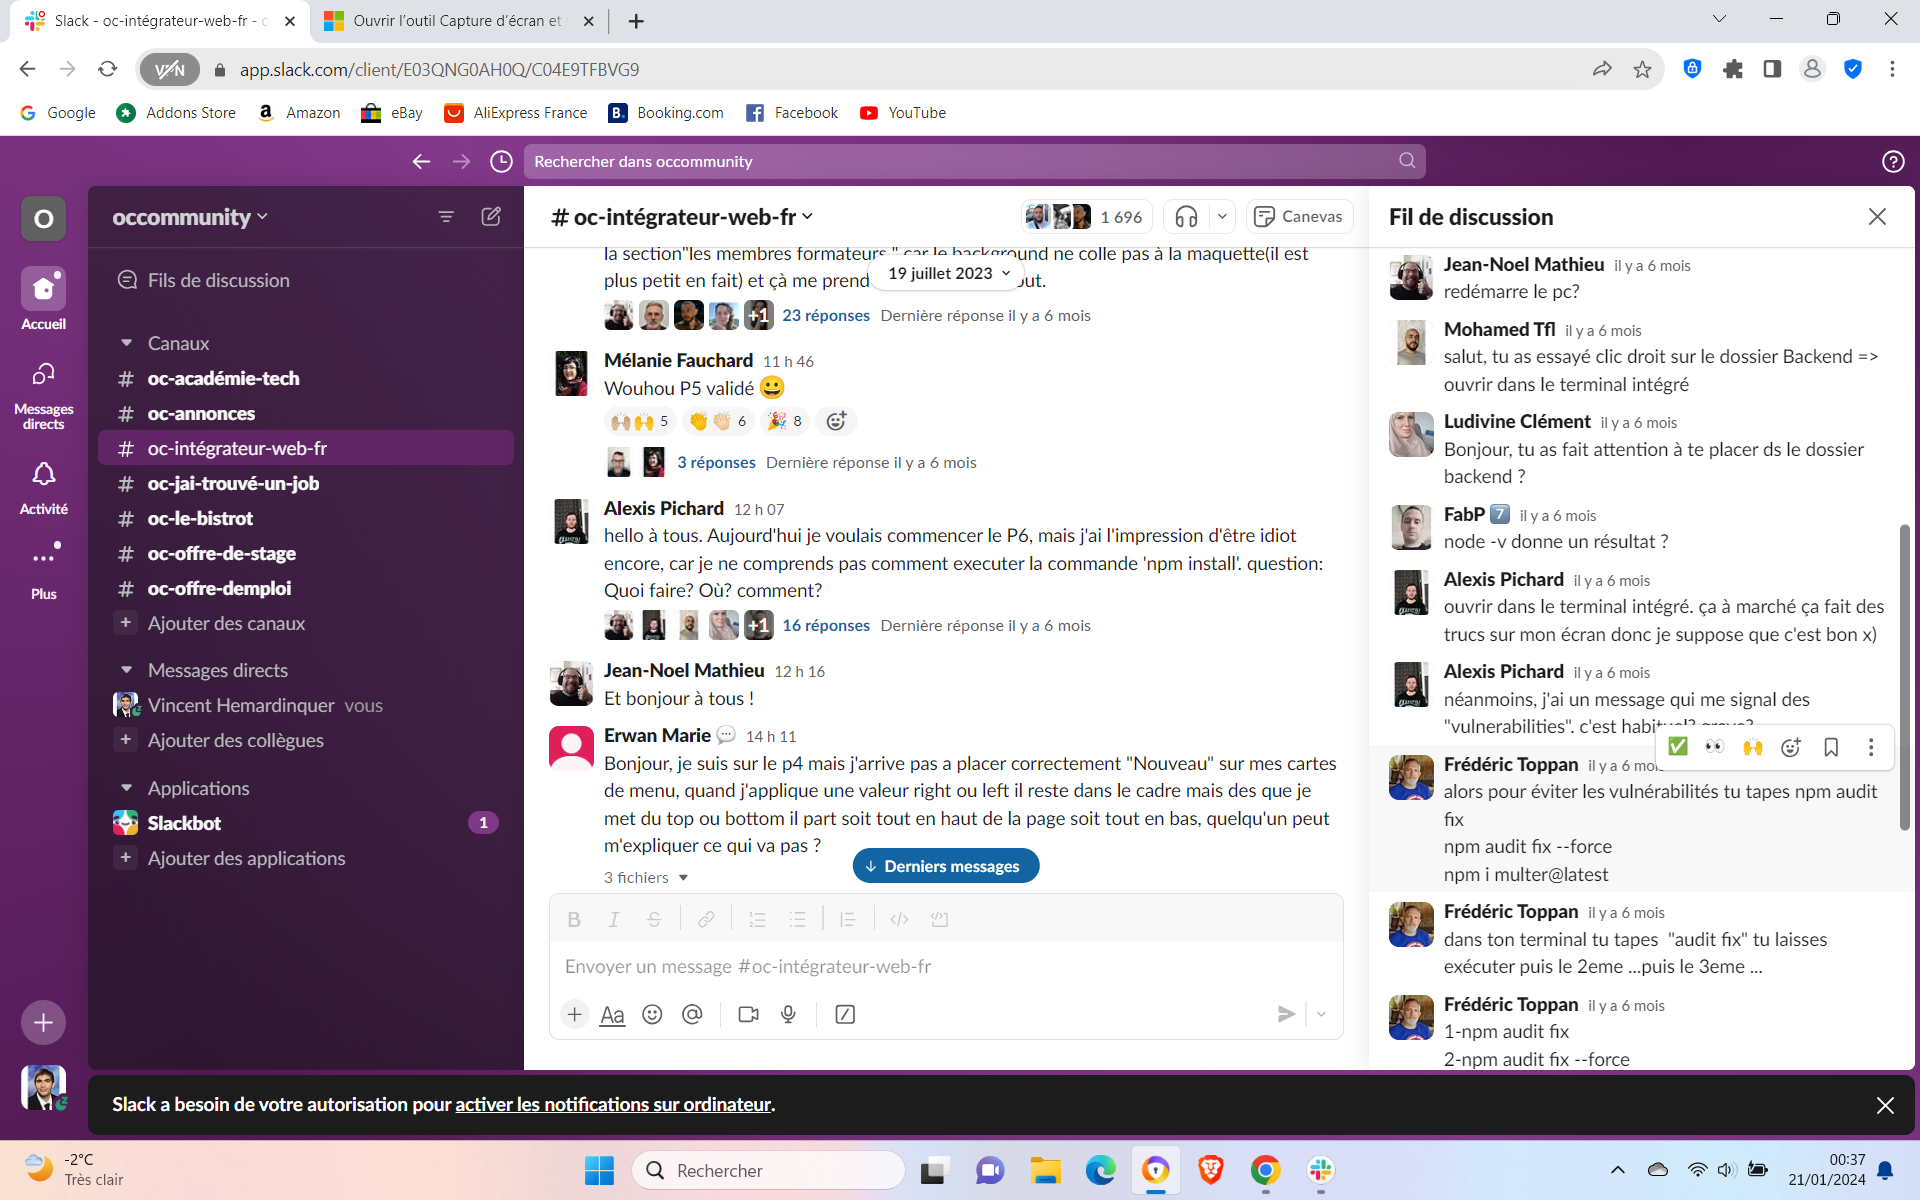 Slack - oc-intégrateur-web-fr - o
Ouvrir l'outil Capture d'écran et
VPN
app.slack.com/client/E03QNG0AH0Q/C04E9TFBVG9
Google
Addons Store
Amazon
eBay
AliExpress France
Booking.com
Facebook
YouTube
Rechercher dans occommunity
O
Accueil
Messages
directs
Activité
Plus
occommunity
Fils de discussion
Canaux
# oc-académie-tech
# oc-annonces
# oc-intégrateur-web-fr
# oc-jai-trouvé-un-job
# oc-le-bistrot
# oc-offre-de-stage
# oc-offre-demploi
+ Ajouter des canaux
Messages directs
Vincent Hemardinquer vous
+ Ajouter des collègues
Applications
Slackbot 1
+ Ajouter des applications
# oc-intégrateur-web-fr
1 696
Canevas
la section"les membres formateurs " car le background ne colle pas à la maquette(il est
plus petit en fait) et çà me prend out.
19 juillet 2023
+1 23 réponses Dernière réponse il y a 6 mois
Mélanie Fauchard 11 h 46
Wouhou P5 validé 😀
🙌🙌 5 👏👏 6 🎉 8
3 réponses Dernière réponse il y a 6 mois
Alexis Pichard 12 h 07
hello à tous. Aujourd'hui je voulais commencer le P6, mais j'ai l'impression d'être idiot
encore, car je ne comprends pas comment executer la commande 'npm install'. question:
Quoi faire? Où? comment?
+1 16 réponses Dernière réponse il y a 6 mois
Jean-Noel Mathieu 12 h 16
Et bonjour à tous !
Erwan Marie 💬 14 h 11
Bonjour, je suis sur le p4 mais j'arrive pas a placer correctement "Nouveau" sur mes cartes
de menu, quand j'applique une valeur right ou left il reste dans le cadre mais des que je
met du top ou bottom il part soit tout en haut de la page soit tout en bas, quelqu'un peut
m'expliquer ce qui va pas ?
3 fichiers
Derniers messages
B I S
Envoyer un message #oc-intégrateur-web-fr
+ Aa @
Fil de discussion
Jean-Noel Mathieu il y a 6 mois
redémarre le pc?
Mohamed Tfl il y a 6 mois
salut, tu as essayé clic droit sur le dossier Backend =>
ouvrir dans le terminal intégré
Ludivine Clément il y a 6 mois
Bonjour, tu as fait attention à te placer ds le dossier
backend ?
FabP 7 il y a 6 mois
node -v donne un résultat ?
Alexis Pichard il y a 6 mois
ouvrir dans le terminal intégré. ça à marché ça fait des
trucs sur mon écran donc je suppose que c'est bon x)
Alexis Pichard il y a 6 mois
néanmoins, j'ai un message qui me signal des
"vulnerabilities". c'est habituel? grave?
Frédéric Toppan il y a 6 mois
alors pour éviter les vulnérabilités tu tapes npm audit
fix
npm audit fix --force
npm i multer@latest
Frédéric Toppan il y a 6 mois
dans ton terminal tu tapes "audit fix" tu laisses
exécuter puis le 2eme ...puis le 3eme ...
Frédéric Toppan il y a 6 mois
1-npm audit fix
2-npm audit fix --force
Slack a besoin de votre autorisation pour activer les notifications sur ordinateur.
-2°C
Très clair
Rechercher
00:37
21/01/2024